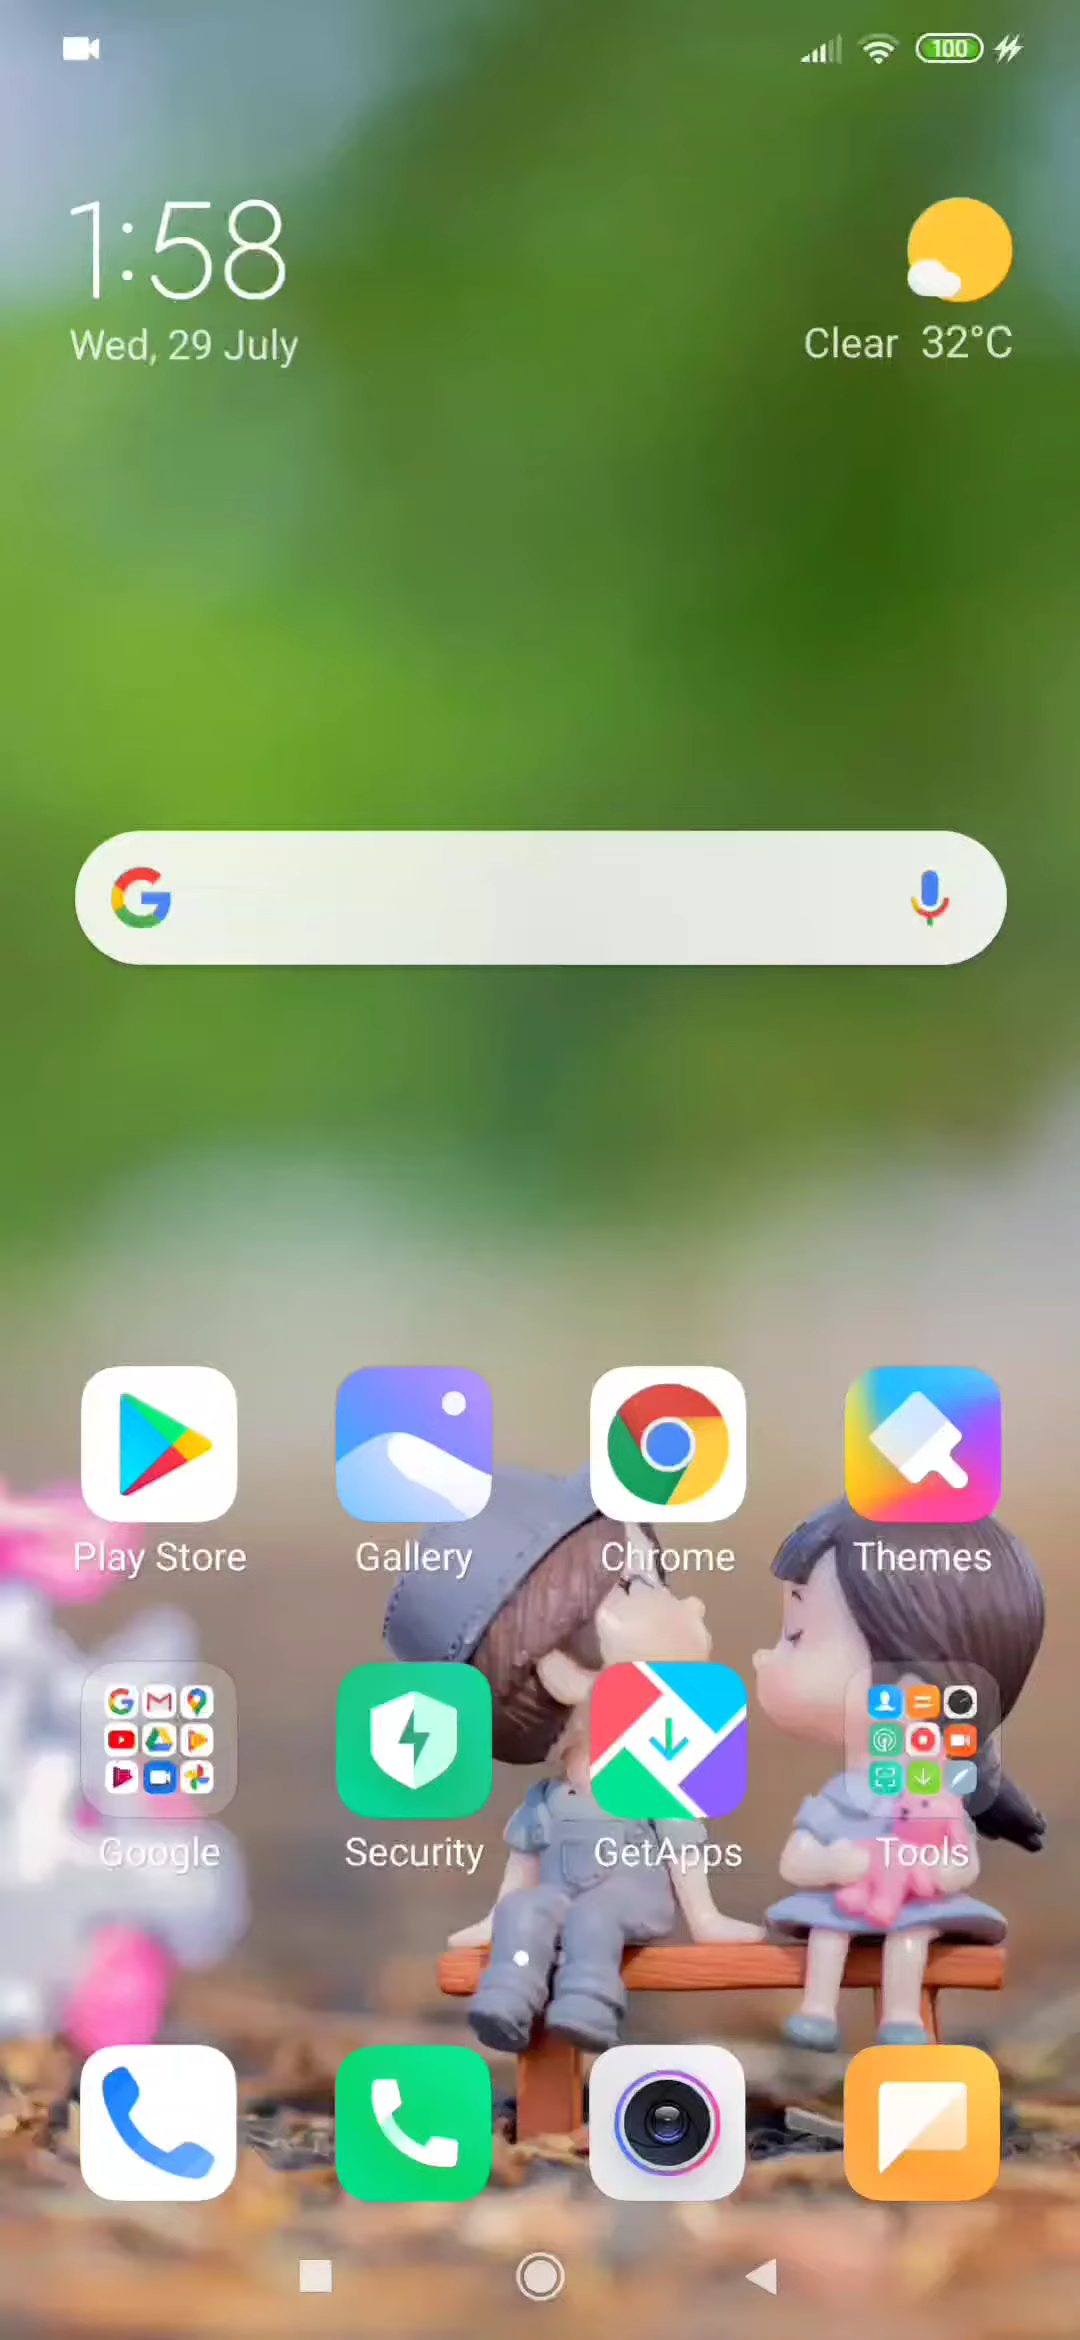 100
1:58
Wed, 29 July
Clear 32°C
Play Store
Gallery
Chrome
Themes
Google
Security
GetApps
Tools